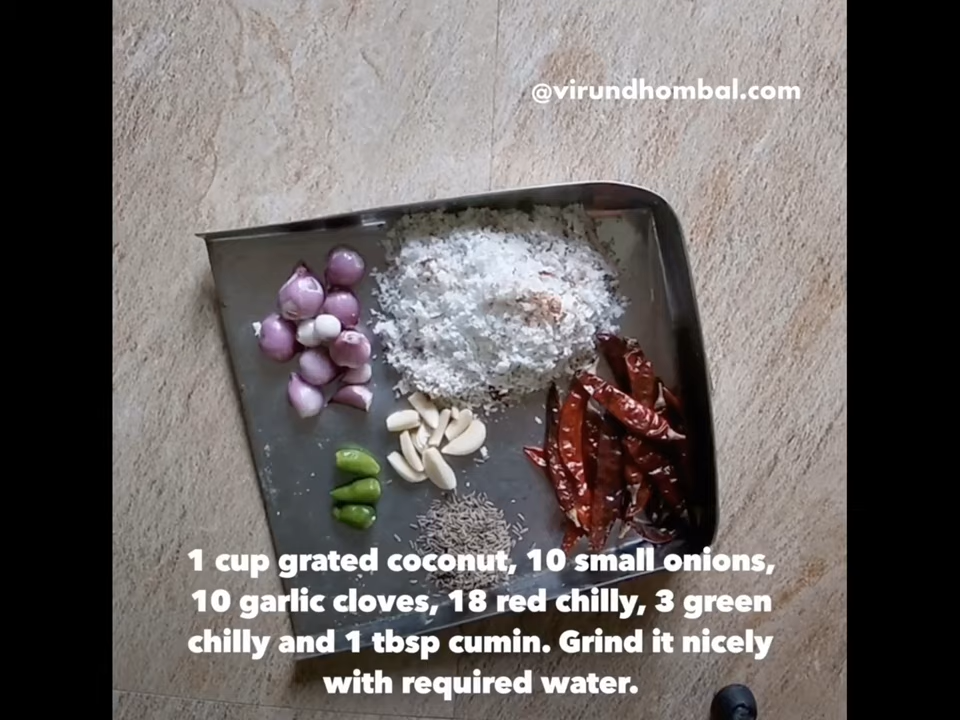 @virundhombal.com
1 cup grated coconut, 10 small onions,
10 garlic cloves, 18 red chilly, 3 green
chilly and 1 tbsp cumin. Grind it nicely
with required water.